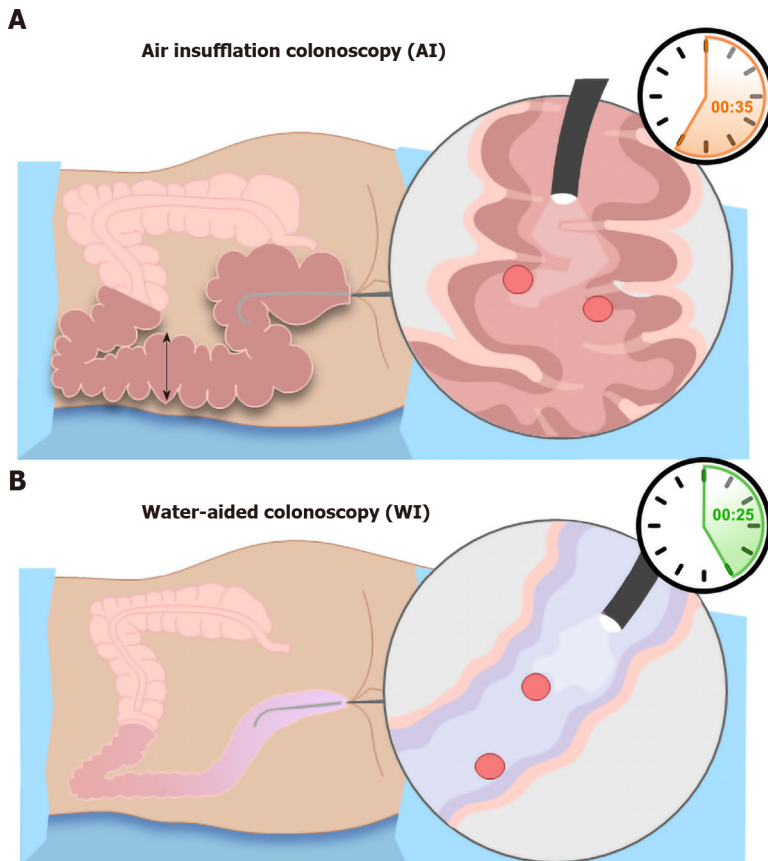 A
Air insufflation colonoscopy (AI)
00:35
B
Water-aided colonoscopy (WI)
00:25